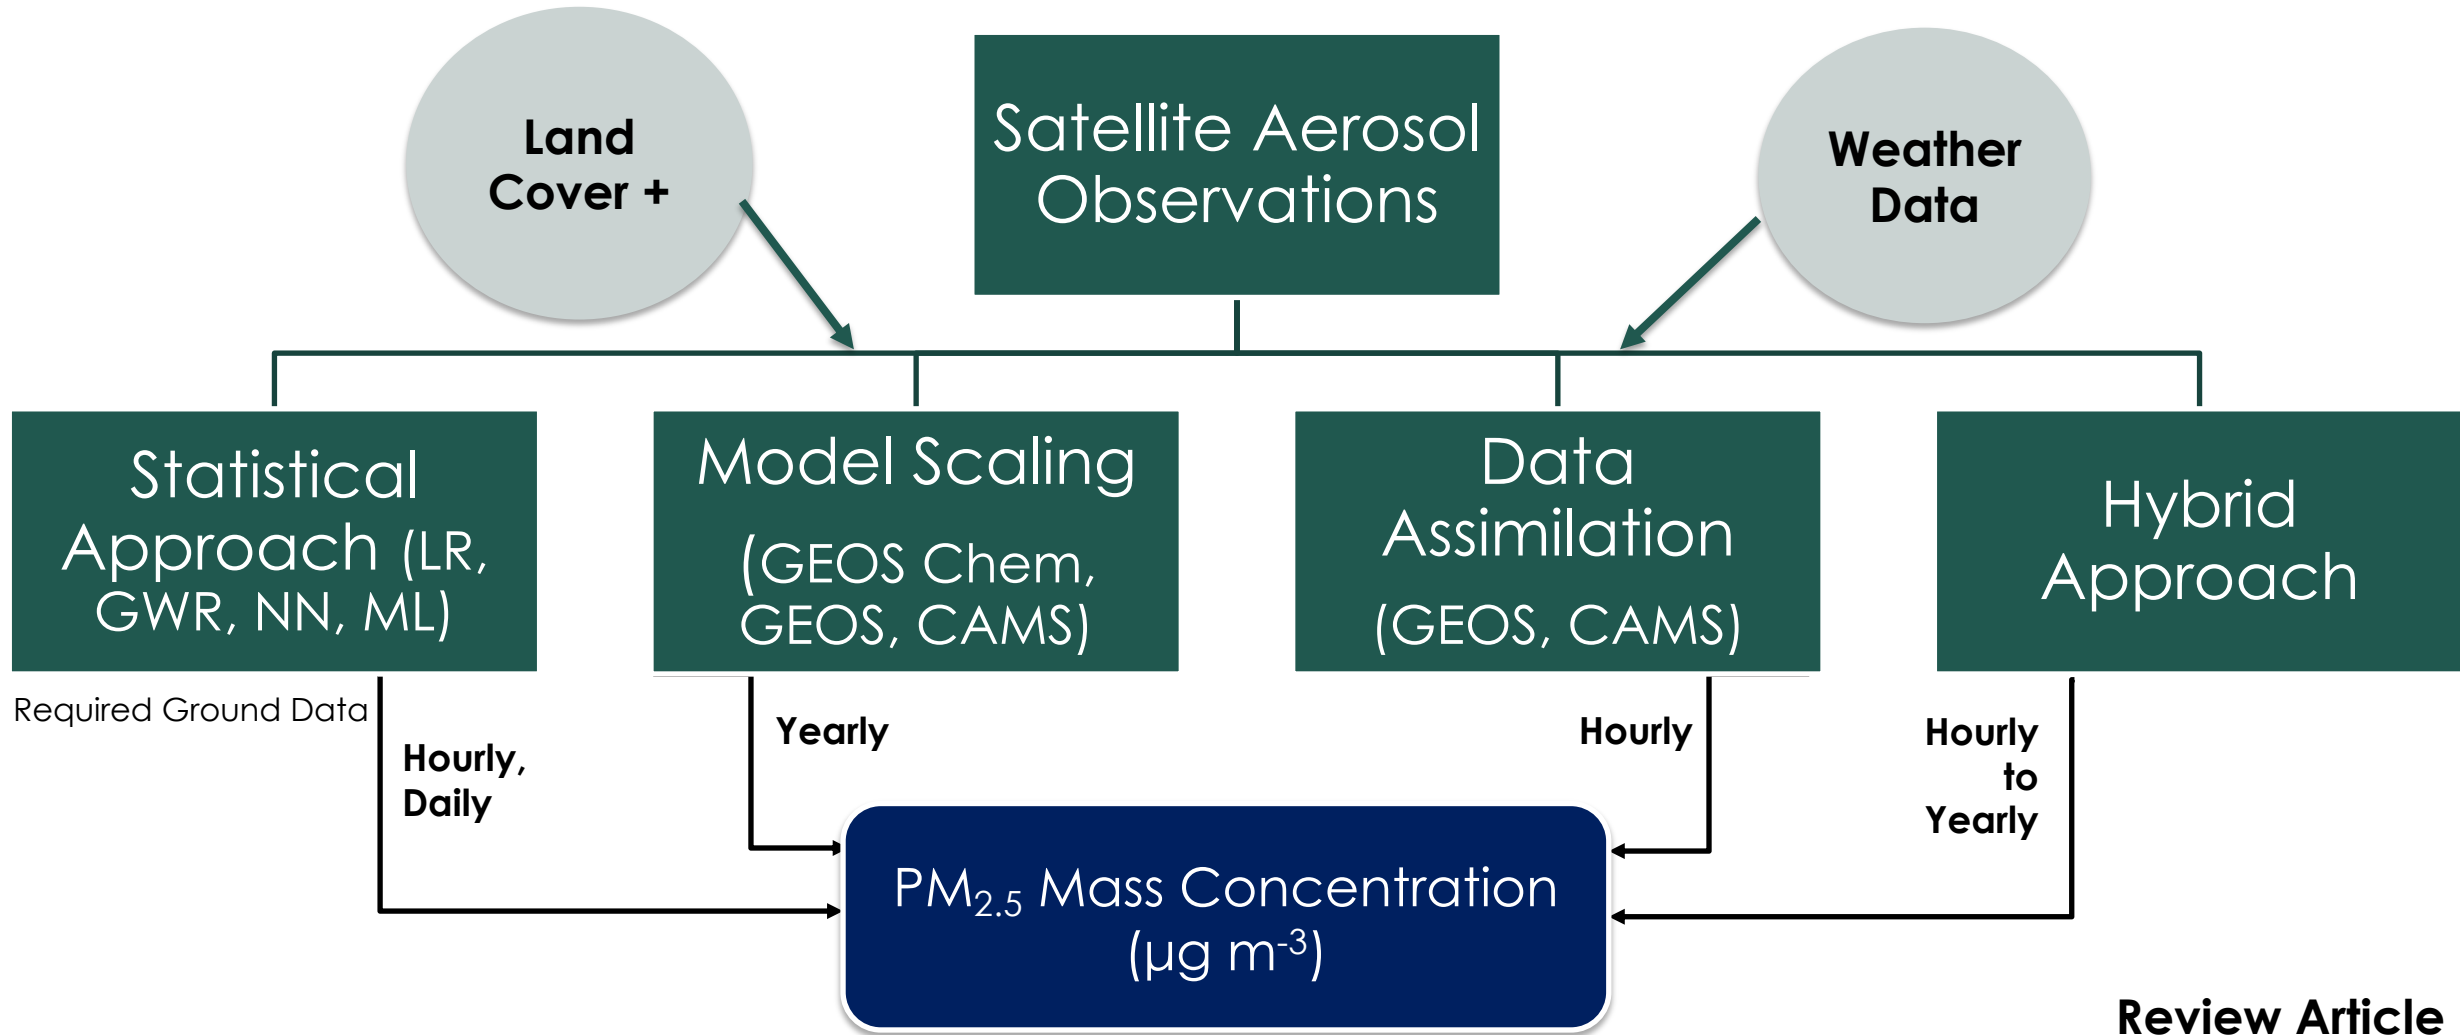 Land
Cover +
Satellite Aerosol
Observations
Weather
Data
Statistical
Approach (LR,
GWR, NN, ML)
Model Scaling
(GEOS Chem,
GEOS, CAMS)
Data
Assimilation
(GEOS, CAMS)
Hybrid
Approach
Required Ground Data
Hourly,
Daily
Yearly
Hourly
Hourly
to
Yearly
PM₂.₅ Mass Concentration
(µg m⁻³)
Review Article